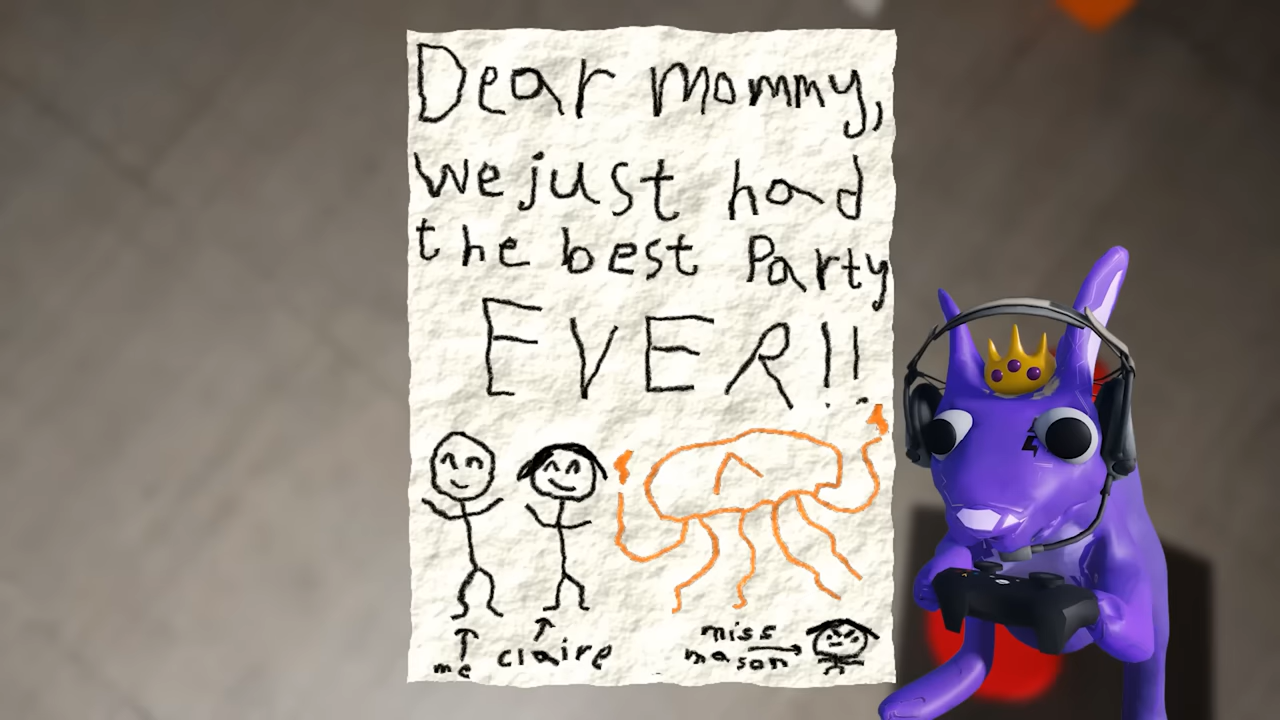 Dear mommy,
we just had
the best Party
EVER!!
me claire
miss
mason